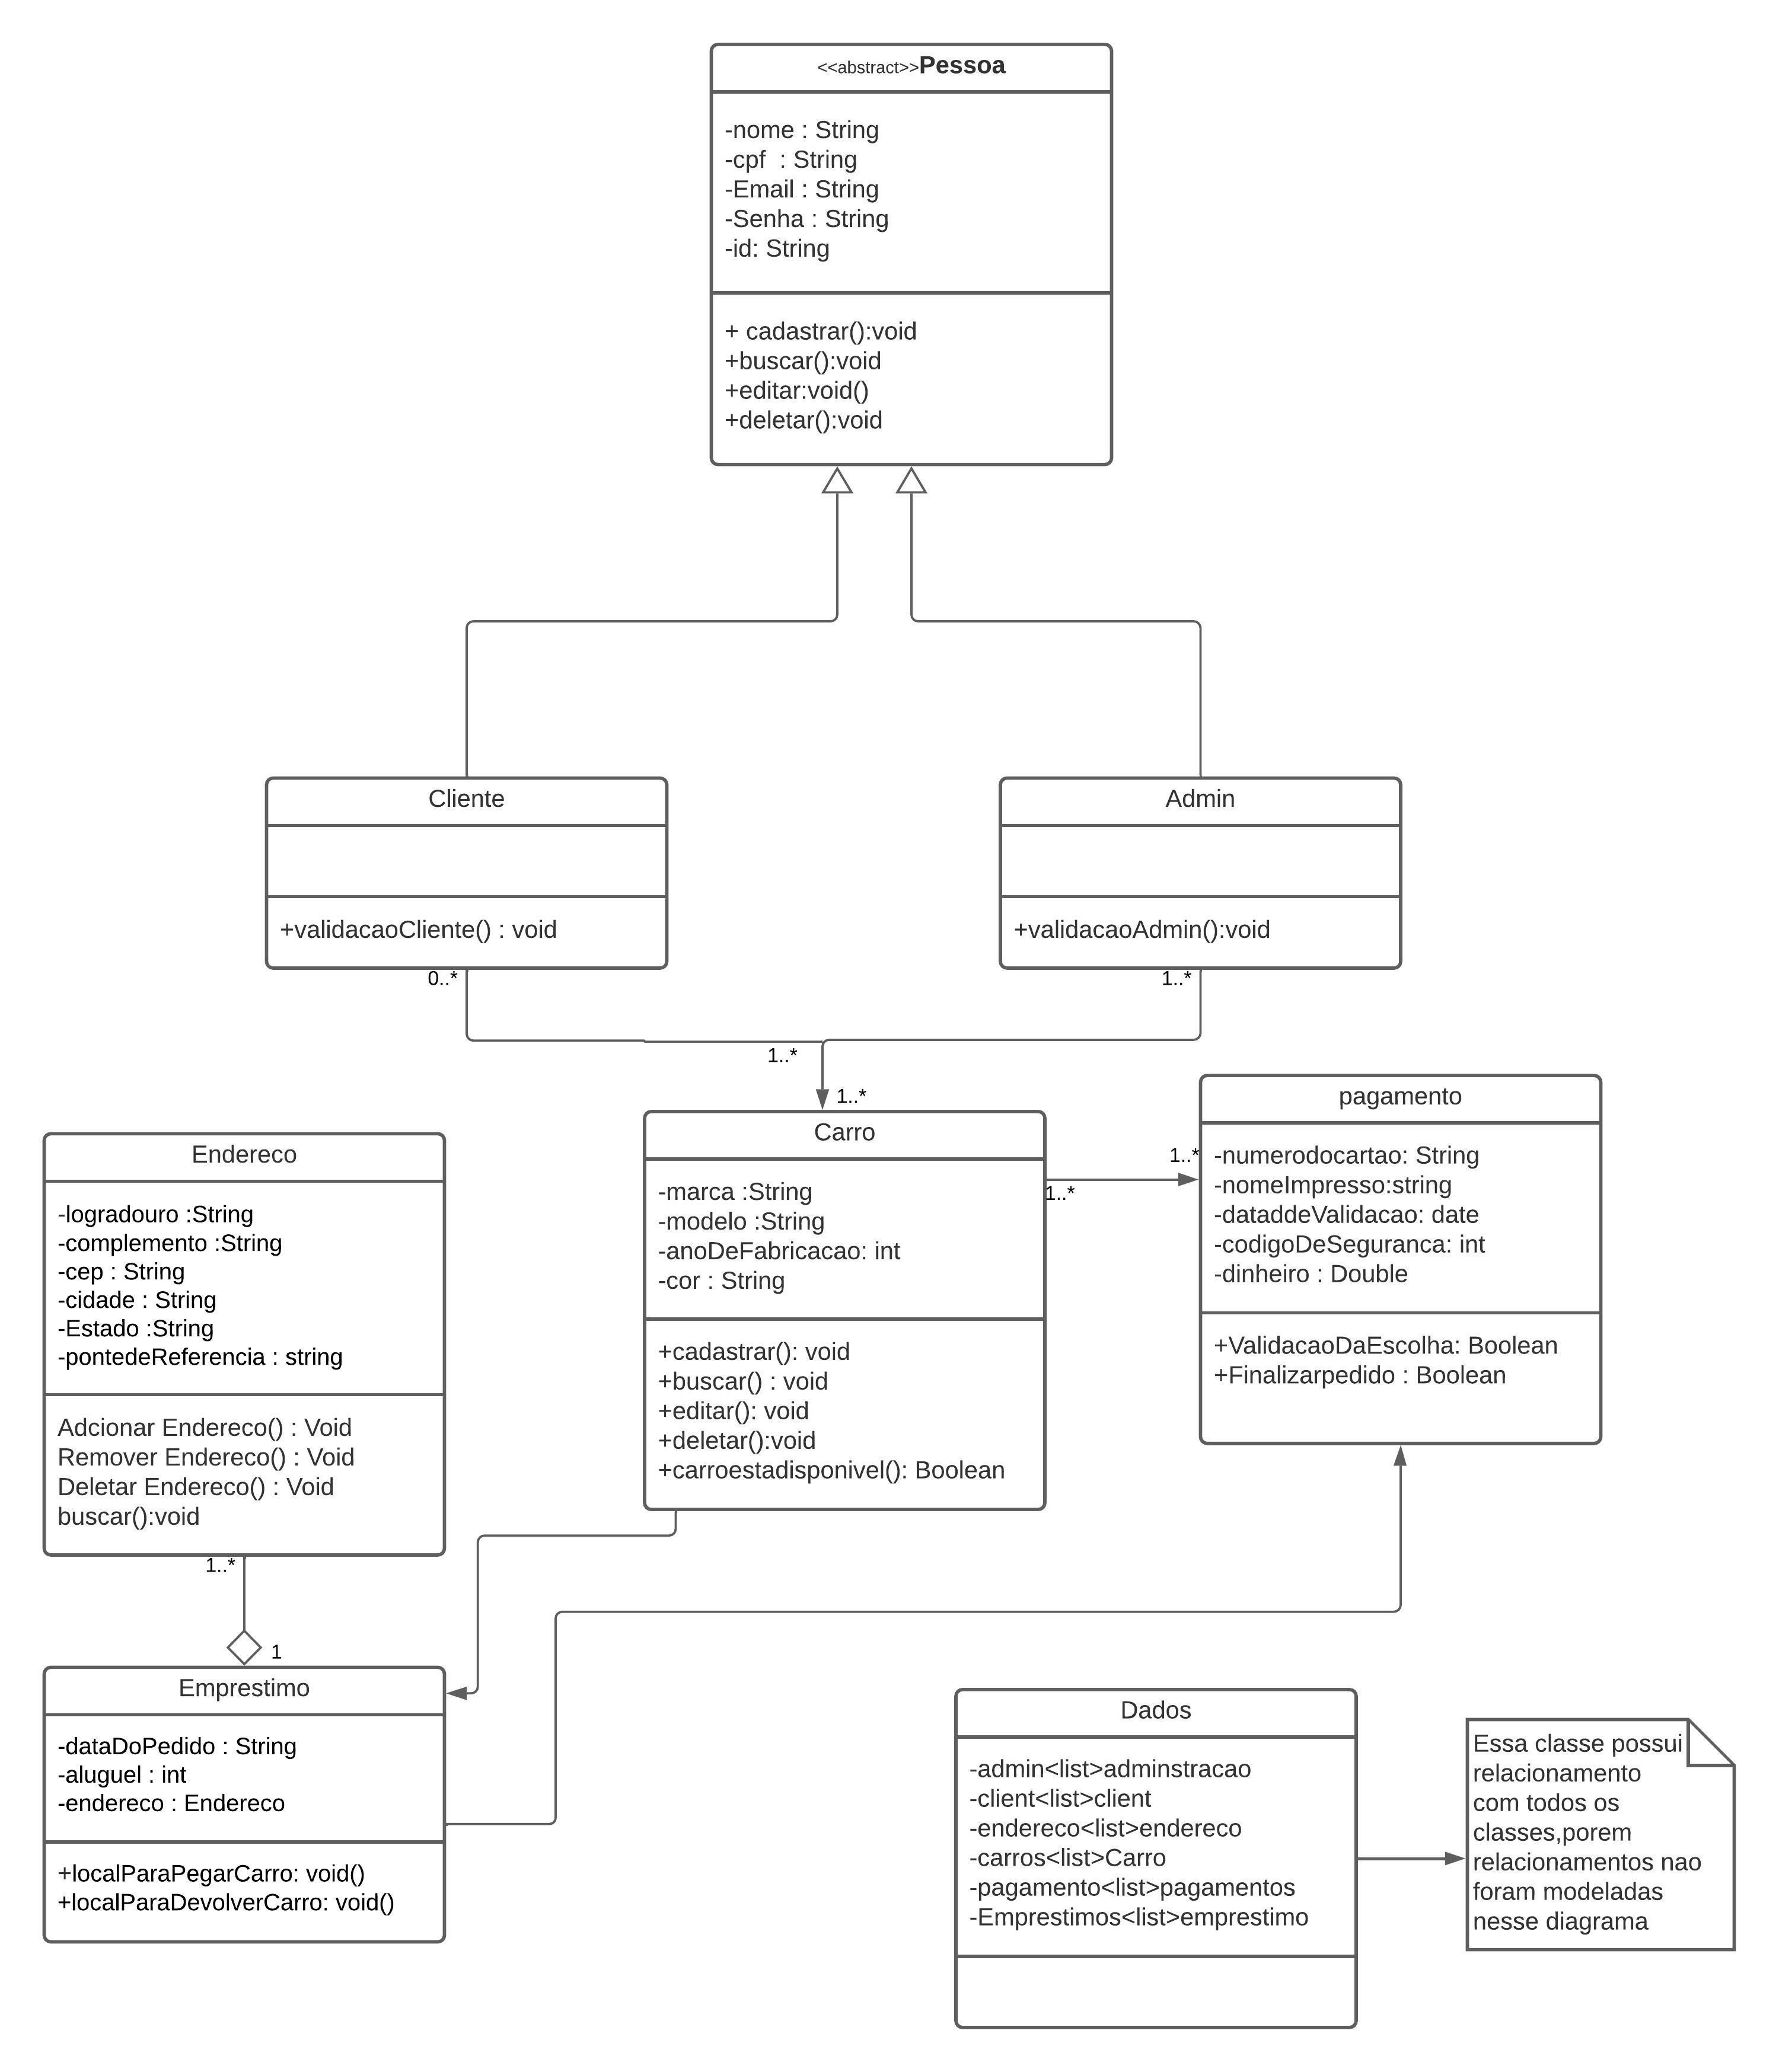 <<abstract>>Pessoa
-nome : String
-cpf  : String
-Email : String
-Senha : String
-id: String
+ cadastrar():void
+buscar():void
+editar:void()
+deletar():void
Cliente
+validacaoCliente() : void
0..*
Admin
+validacaoAdmin():void
1..*
1..*
1..*
Endereco
-logradouro :String
-complemento :String
-cep : String
-cidade : String
-Estado :String
-pontedeReferencia : string
Adcionar Endereco() : Void
Remover Endereco() : Void
Deletar Endereco() : Void
buscar():void
1..*
1
Carro
-marca :String
-modelo :String
-anoDeFabricacao: int
-cor : String
+cadastrar(): void
+buscar() : void
+editar(): void
+deletar():void
+carroestadisponivel(): Boolean
1..*
1..*
pagamento
-numerodocartao: String
-nomeImpresso:string
-dataddeValidacao: date
-codigoDeSeguranca: int
-dinheiro : Double
+ValidacaoDaEscolha: Boolean
+Finalizarpedido : Boolean
Emprestimo
-dataDoPedido : String
-aluguel : int
-endereco : Endereco
+localParaPegarCarro: void()
+localParaDevolverCarro: void()
Dados
-admin<list>adminstracao
-client<list>client
-endereco<list>endereco
-carros<list>Carro
-pagamento<list>pagamentos
-Emprestimos<list>emprestimo
Essa classe possui
relacionamento
com todos os
classes,porem
relacionamentos nao
foram modeladas
nesse diagrama